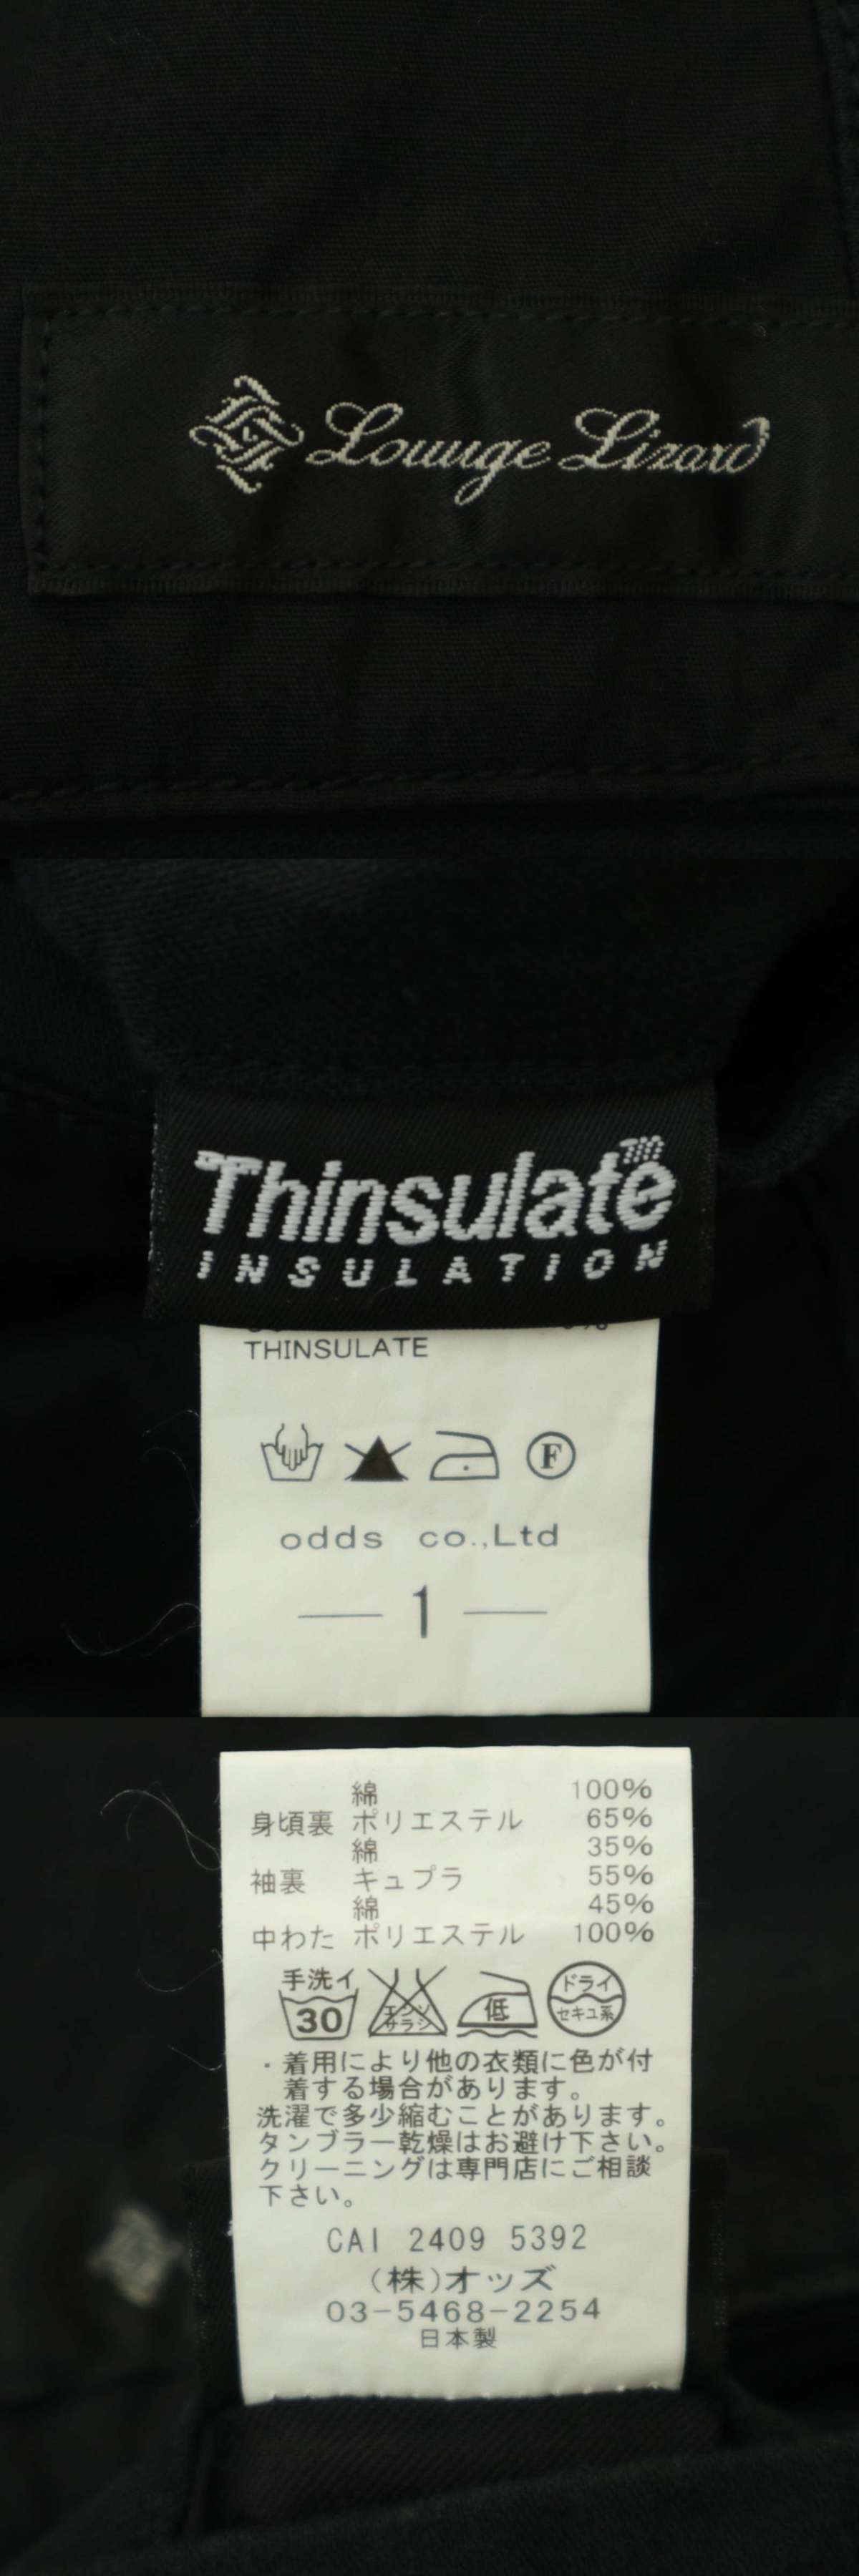 Lounge Lizard
Thinsulate TM
INSULATION
THINSULATE
F
odds co.,Ltd
1
綿 100%
身頃裏 ポリエステル 65%
綿 35%
袖裏 キュプラ 55%
綿 45%
中わた ポリエステル 100%
手洗イ
30
エンソ
サラシ
低
ドライ
セキユ系
・着用により他の衣類に色が付
着する場合があります。
洗濯で多少縮むことがあります。
タンブラー乾燥はお避け下さい。
クリーニングは専門店にご相談
下さい。
CAI 2409 5392
(株)オッズ
03-5468-2254
日本製